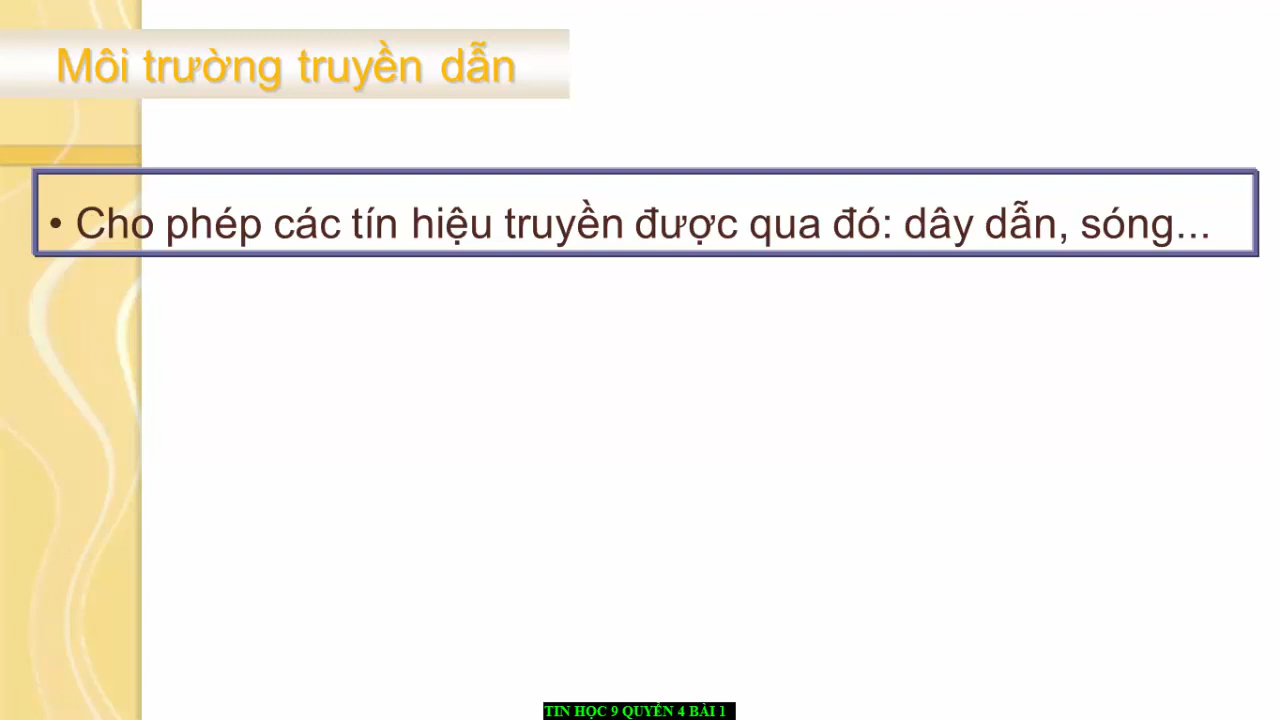 Môi trường truyền dẫn
• Cho phép các tín hiệu truyền được qua đó: dây dẫn, sóng...
TIN HỌC 9 QUYỂN 4 BÀI 1